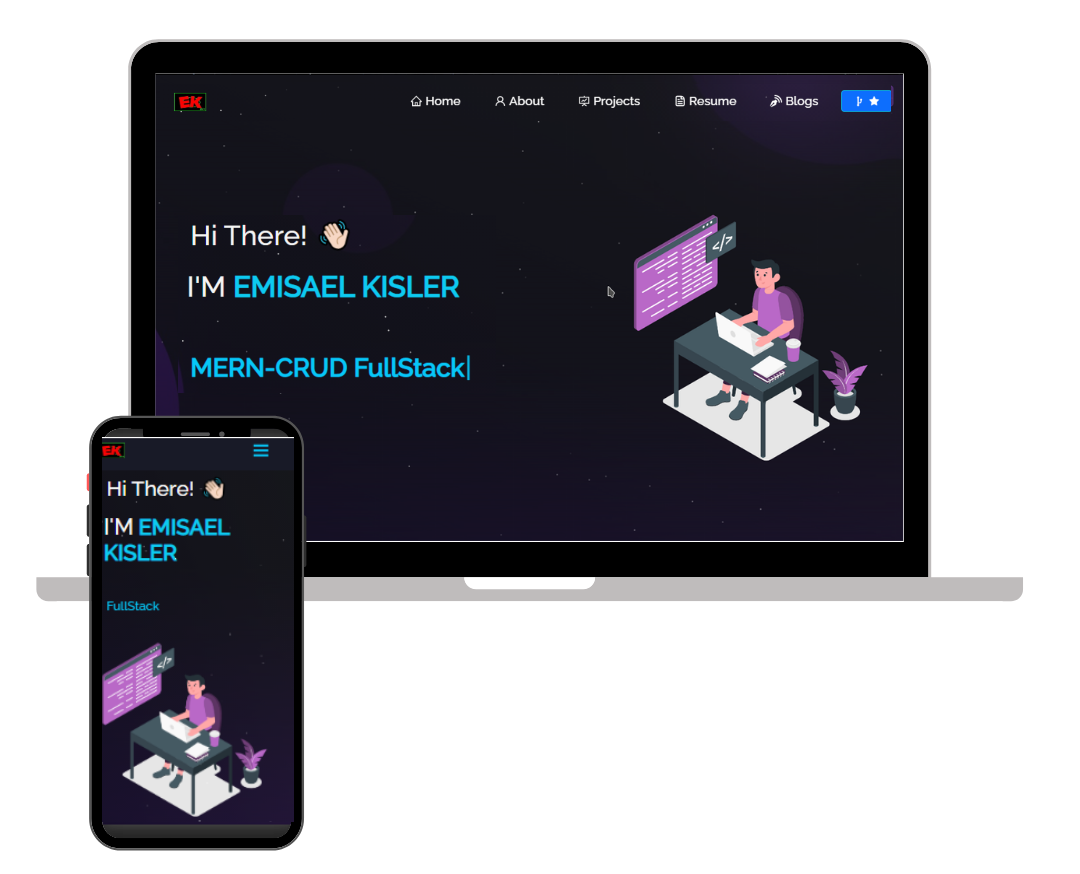 EK
Home
About
Projects
Resume
Blogs
Hi There! 👋🏻
I'M EMISAEL KISLER
MERN-CRUD FullStack|
</>
EK
Hi There! 👋🏻
I'M EMISAEL
KISLER
FullStack
</>